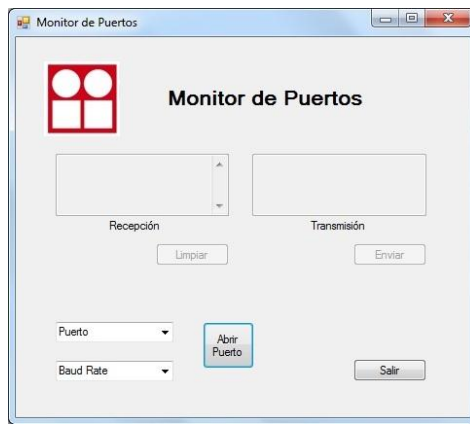 Monitor de Puertos
Monitor de Puertos
Recepción
Transmisión
Limpiar
Enviar
Puerto
Abrir
Puerto
Baud Rate
Salir